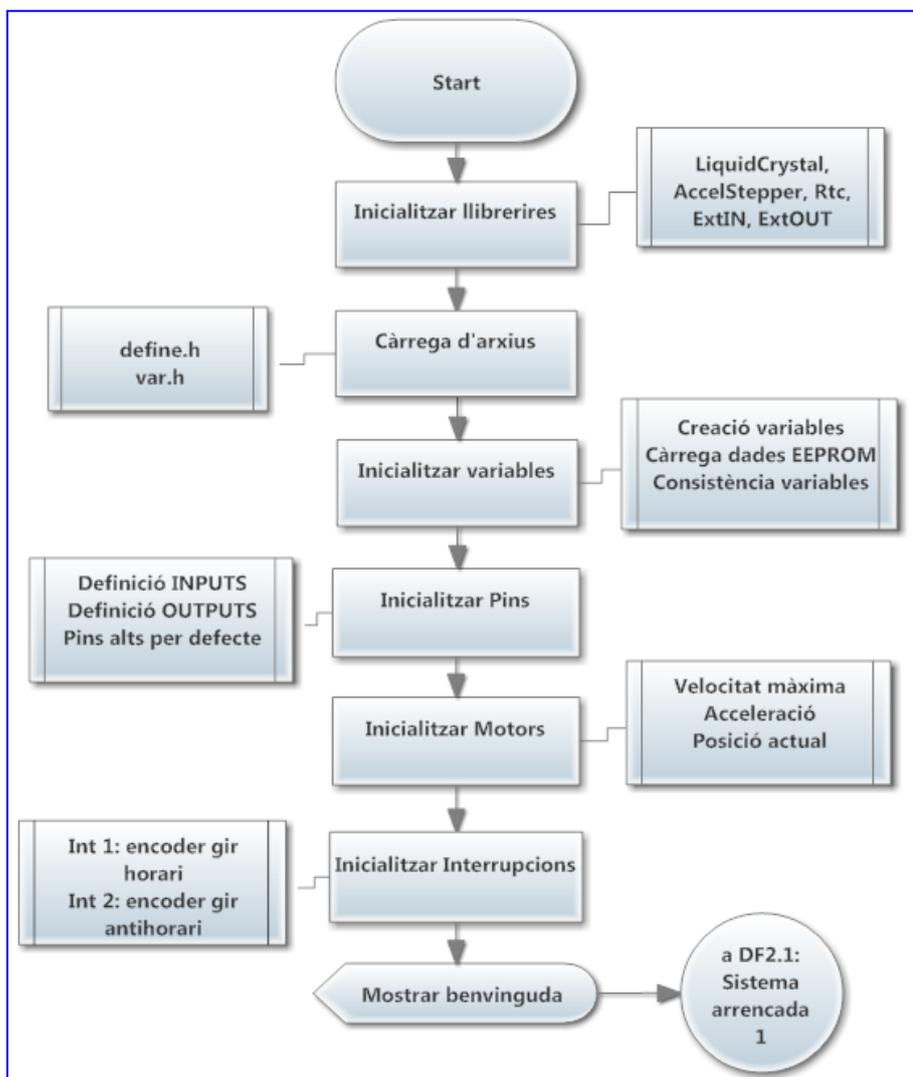 Start
Inicialitzar llibrerires
LiquidCrystal,
AccelStepper, Rtc,
ExtIN, ExtOUT
Càrrega d'arxius
define.h
var.h
Inicialitzar variables
Creació variables
Càrrega dades EEPROM
Consistència variables
Inicialitzar Pins
Definició INPUTS
Definició OUTPUTS
Pins alts per defecte
Inicialitzar Motors
Velocitat màxima
Acceleració
Posició actual
Inicialitzar Interrupcions
Int 1: encoder gir
horari
Int 2: encoder gir
antihorari
Mostrar benvinguda
a DF2.1:
Sistema
arrencada
1